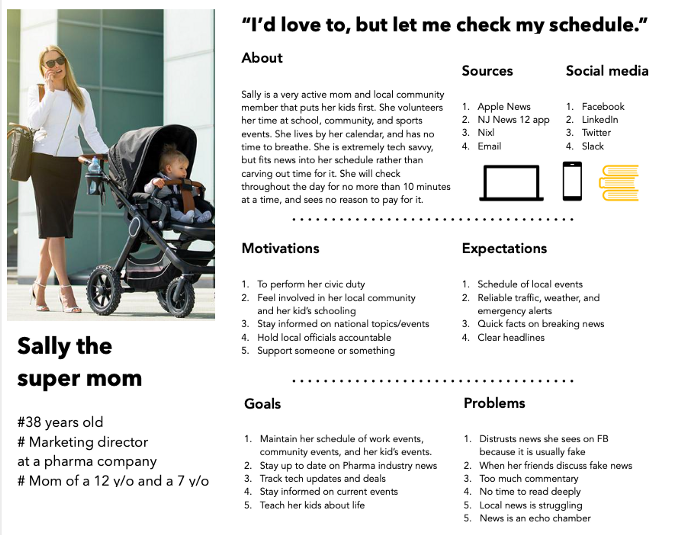 “I’d love to, but let me check my schedule.”
About
Sally is a very active mom and local community
member that puts her kids first. She volunteers
her time at school, community, and sports
events. She lives by her calendar, and has no
time to breathe. She is extremely tech savvy,
but fits news into her schedule rather than
carving out time for it. She will check
throughout the day for no more than 10 minutes
at a time, and sees no reason to pay for it.
Sources
1. Apple News
2. NJ News 12 app
3. Nixl
4. Email
Social media
1. Facebook
2. LinkedIn
3. Twitter
4. Slack
Motivations
1. To perform her civic duty
2. Feel involved in her local community
and her kid’s schooling
3. Stay informed on national topics/events
4. Hold local officials accountable
5. Support someone or something
Expectations
1. Schedule of local events
2. Reliable traffic, weather, and
emergency alerts
3. Quick facts on breaking news
4. Clear headlines
Sally the
super mom
#38 years old
# Marketing director
at a pharma company
# Mom of a 12 y/o and a 7 y/o
Goals
1. Maintain her schedule of work events,
community events, and her kid’s events.
2. Stay up to date on Pharma industry news
3. Track tech updates and deals
4. Stay informed on current events
5. Teach her kids about life
Problems
1. Distrusts news she sees on FB
because it is usually fake
2. When her friends discuss fake news
3. Too much commentary
4. No time to read deeply
5. Local news is struggling
5. News is an echo chamber